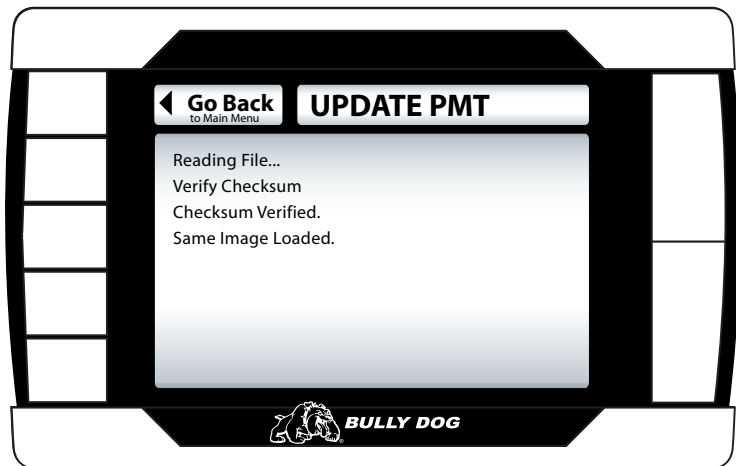 Go Back
to Main Menu
UPDATE PMT
Reading File...
Verify Checksum
Checksum Verified.
Same Image Loaded.
BULLY DOG